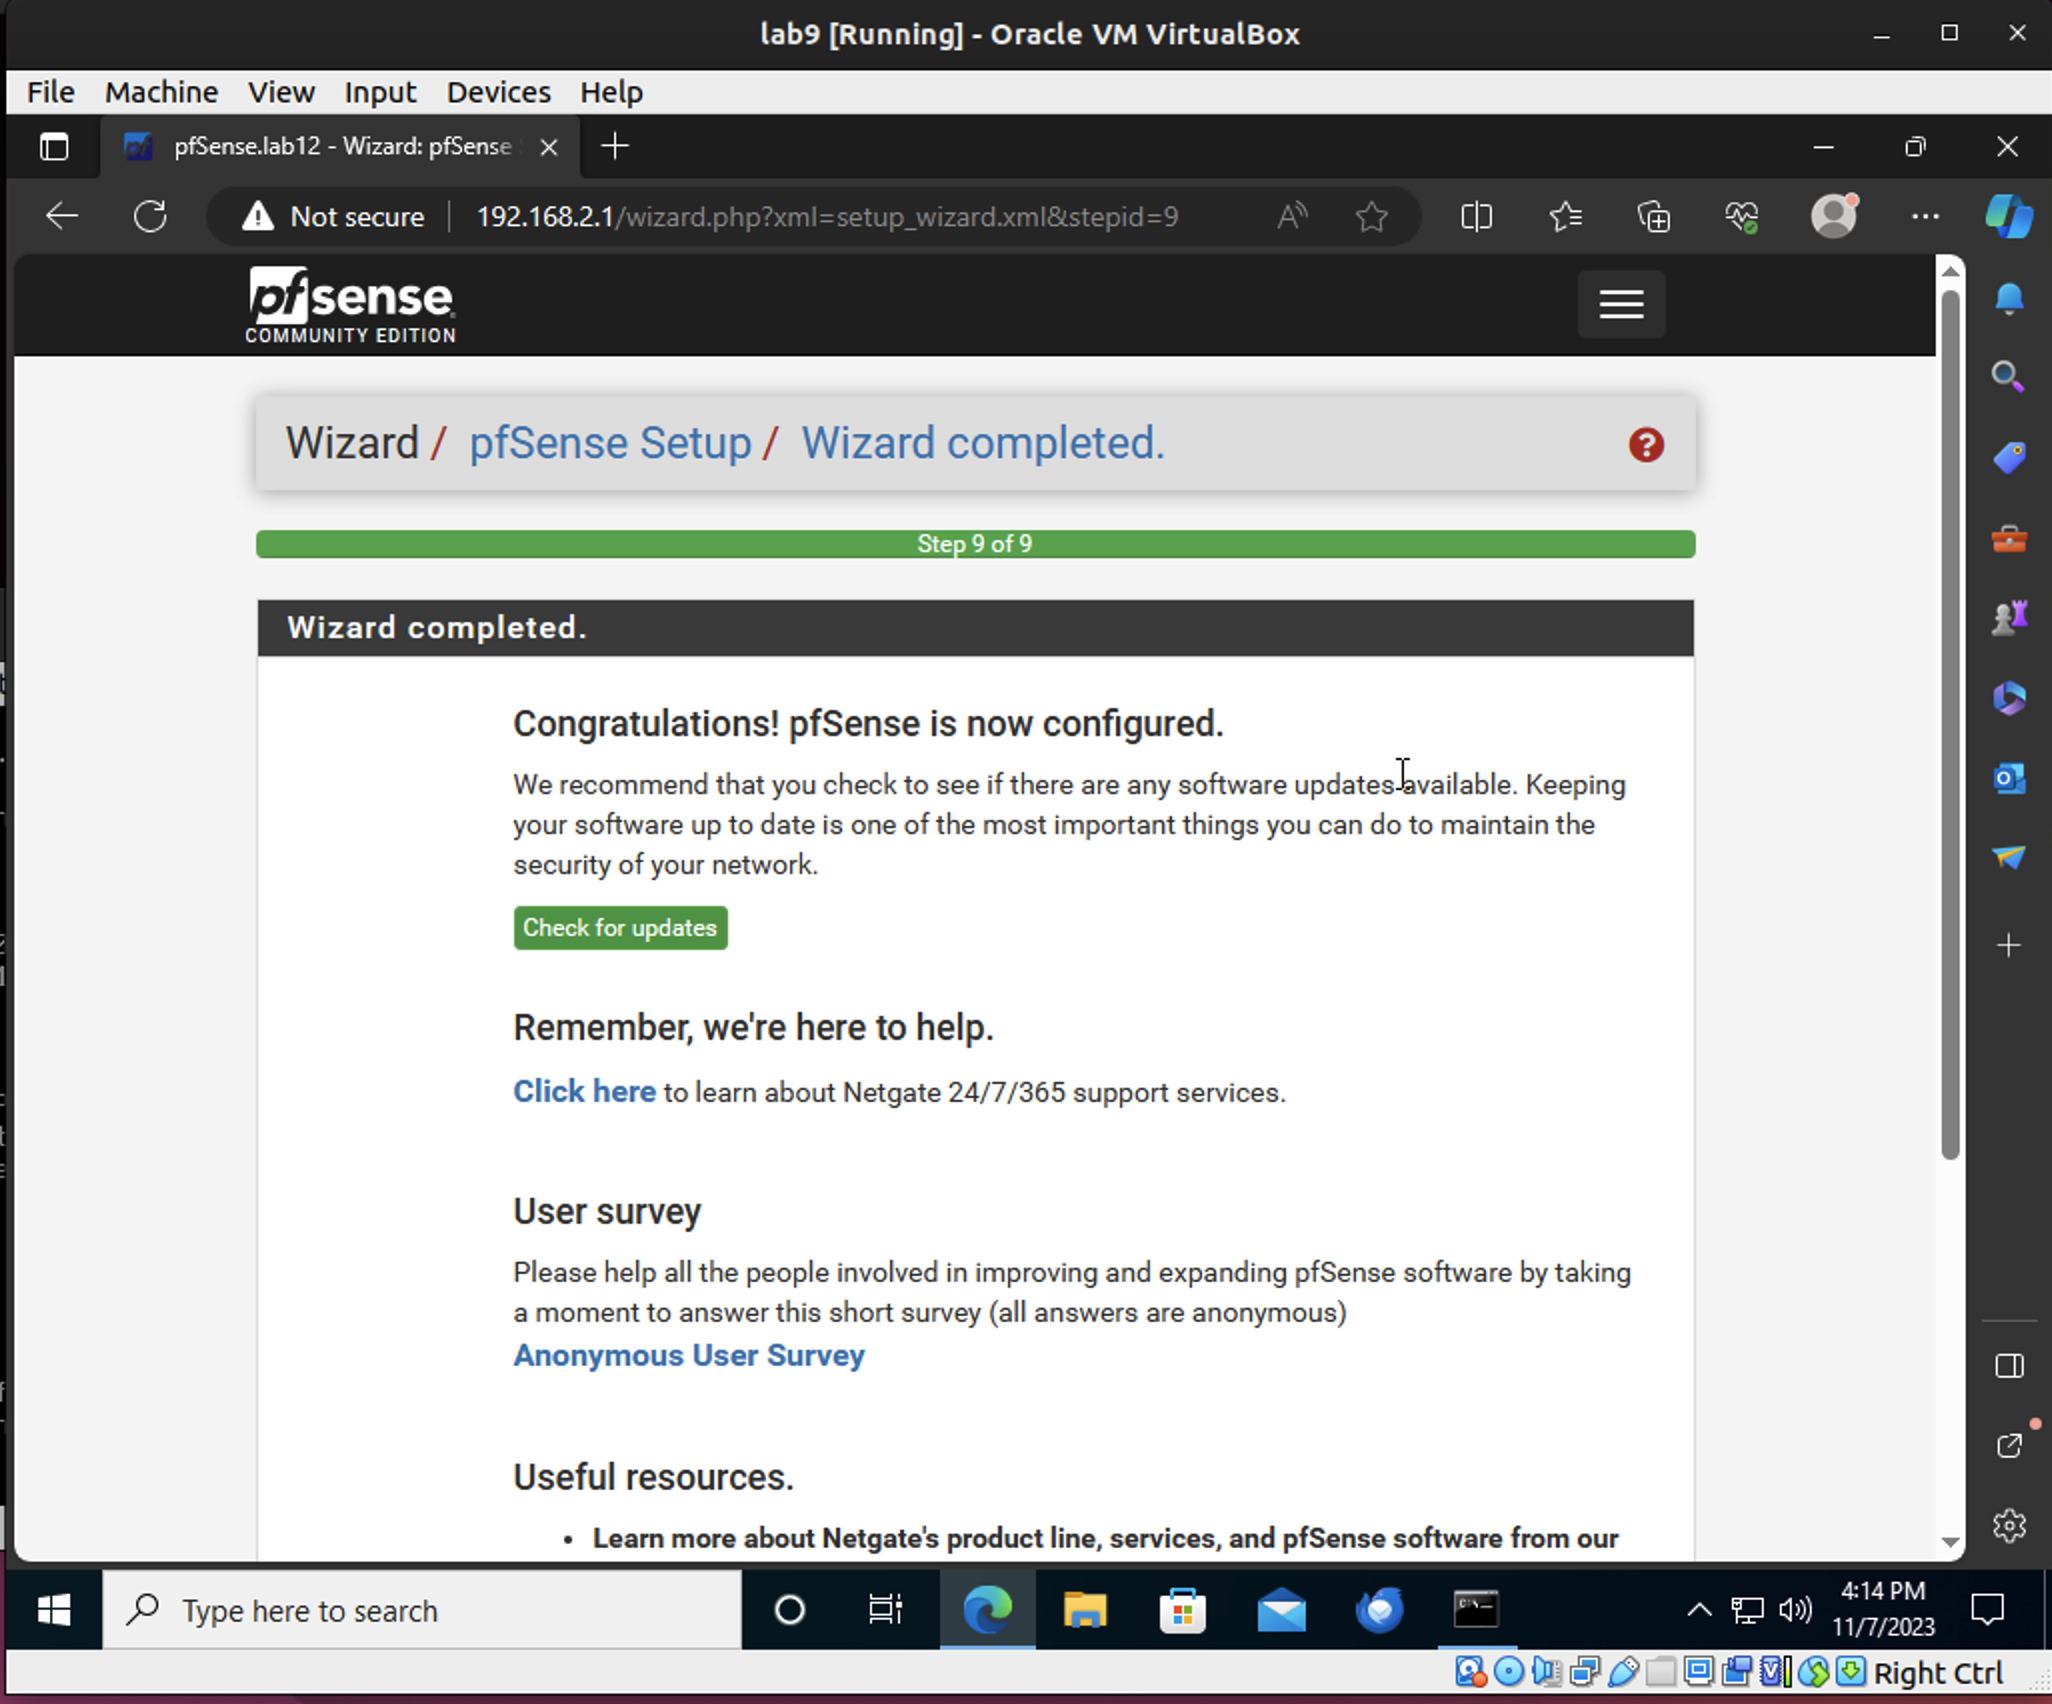 lab9 [Running] - Oracle VM VirtualBox
File Machine View Input Devices Help
pfSense.lab12 - Wizard: pfSense
Not secure 192.168.2.1/wizard.php?xml=setup_wizard.xml&stepid=9
pfsense
COMMUNITY EDITION
Wizard / pfSense Setup / Wizard completed.
Step 9 of 9
Wizard completed.
Congratulations! pfSense is now configured.
We recommend that you check to see if there are any software updates available. Keeping
your software up to date is one of the most important things you can do to maintain the
security of your network.
Check for updates
Remember, we're here to help.
Click here to learn about Netgate 24/7/365 support services.
User survey
Please help all the people involved in improving and expanding pfSense software by taking
a moment to answer this short survey (all answers are anonymous)
Anonymous User Survey
Useful resources.
• Learn more about Netgate's product line, services, and pfSense software from our
Type here to search
4:14 PM
11/7/2023
Right Ctrl